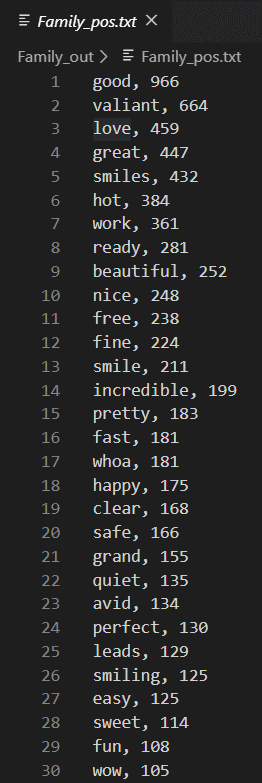 Family_pos.txt ×
Family_out > Family_pos.txt
1 good, 966
2 valiant, 664
3 love, 459
4 great, 447
5 smiles, 432
6 hot, 384
7 work, 361
8 ready, 281
9 beautiful, 252
10 nice, 248
11 free, 238
12 fine, 224
13 smile, 211
14 incredible, 199
15 pretty, 183
16 fast, 181
17 whoa, 181
18 happy, 175
19 clear, 168
20 safe, 166
21 grand, 155
22 quiet, 135
23 avid, 134
24 perfect, 130
25 leads, 129
26 smiling, 125
27 easy, 125
28 sweet, 114
29 fun, 108
30 wow, 105